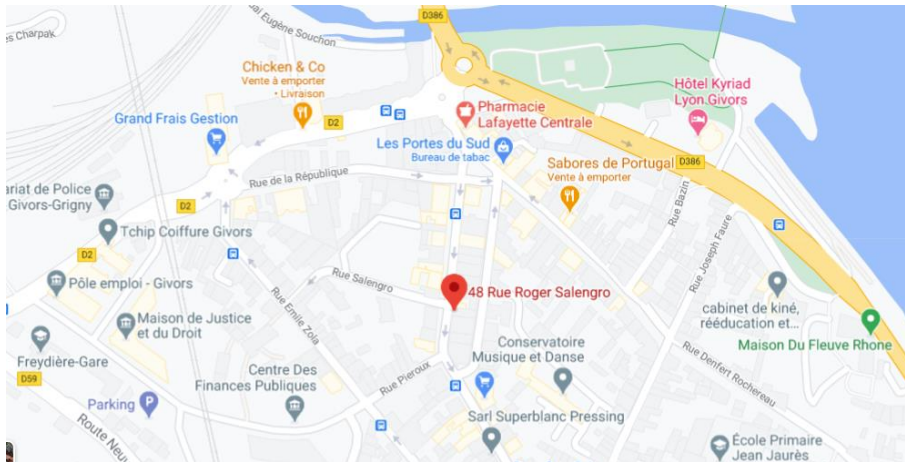 D386
es Charpak
ai Eugène Souchon
Chicken & Co
Vente à emporter
• Livraison
D2
Grand Frais Gestion
Pharmacie
Lafayette Centrale
Hôtel Kyriad
Lyon Givors
Les Portes du Sud
Bureau de tabac
Sabores de Portugal
Vente à emporter
D386
Rue de la République
ariat de Police
Givors-Grigny
D2
Rue Bazin
Rue Joseph Faure
Tchip Coiffure Givors
D2
Rue Salengro
48 Rue Roger Salengro
Pôle emploi - Givors
Rue Emile Zola
Maison de Justice
et du Droit
cabinet de kiné,
rééducation et...
Conservatoire
Musique et Danse
Maison Du Fleuve Rhone
Freydière-Gare
Centre Des
Finances Publiques
Rue Pieroux
Rue Denfert Rochereau
D59
Parking
Sarl Superblanc Pressing
Route Neu
École Primaire
Jean Jaurès